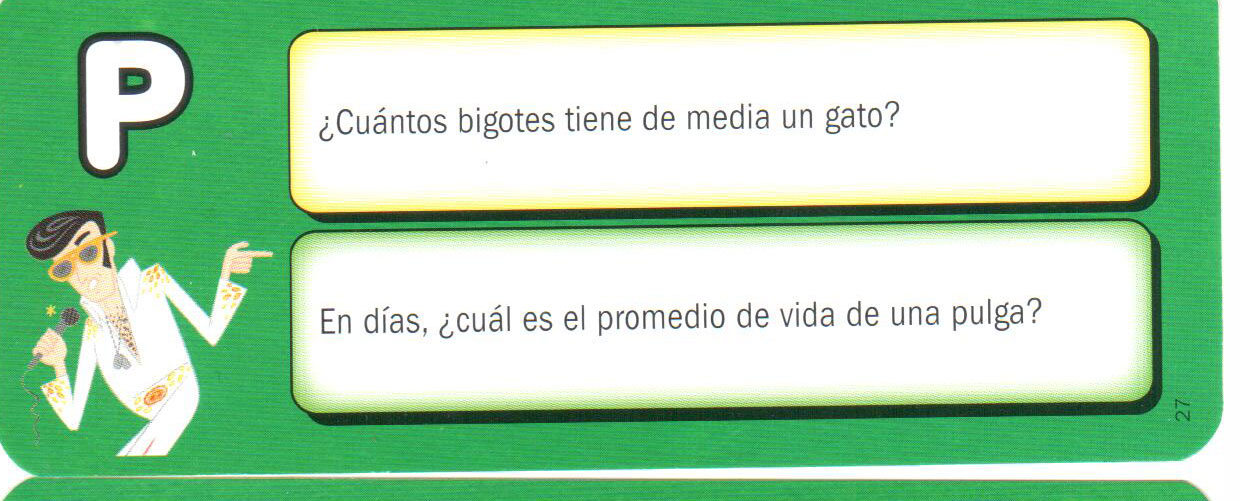 P
¿Cuántos bigotes tiene de media un gato?
En días, ¿cuál es el promedio de vida de una pulga?
27